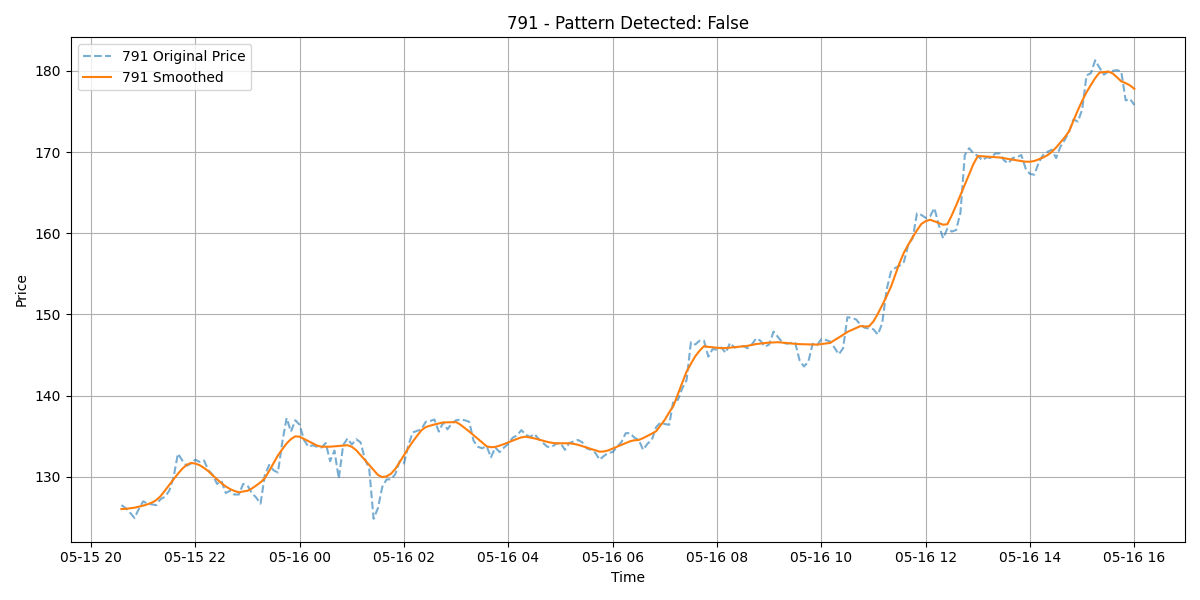 791 - Pattern Detected: False
791 Original Price
791 Smoothed
Price
180
170
160
150
140
130
05-15 20 05-15 22 05-16 00 05-16 02 05-16 04 05-16 06 05-16 08 05-16 10 05-16 12 05-16 14 05-16 16
Time